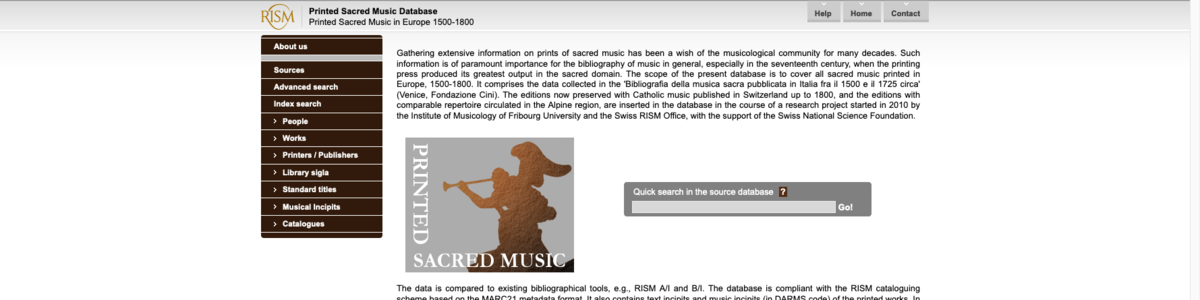 RISM
Printed Sacred Music Database
Printed Sacred Music in Europe 1500-1800
Help
Home
Contact
About us
Sources
Advanced search
Index search
People
Works
Printers / Publishers
Library sigla
Standard titles
Musical Incipits
Catalogues
Gathering extensive information on prints of sacred music has been a wish of the musicological community for many decades. Such
information is of paramount importance for the bibliography of music in general, especially in the seventeenth century, when the printing
press produced its greatest output in the sacred domain. The scope of the present database is to cover all sacred music printed in
Europe, 1500-1800. It comprises the data collected in the 'Bibliografia della musica sacra pubblicata in Italia fra il 1500 e il 1725 circa'
(Venice, Fondazione Cini). The editions now preserved with Catholic music published in Switzerland up to 1800, and the editions with
comparable repertoire circulated in the Alpine region, are inserted in the database in the course of a research project started in 2010 by
the Institute of Musicology of Fribourg University and the Swiss RISM Office, with the support of the Swiss National Science Foundation.
PRINTED
SACRED MUSIC
Quick search in the source database ?
Go!
The data is compared to existing bibliographical tools, e.g., RISM A/I and B/I. The database is compliant with the RISM cataloguing
scheme based on the MARC21 metadata format. It also contains text incipits and music incipits (in DARMS code) of the printed works. In